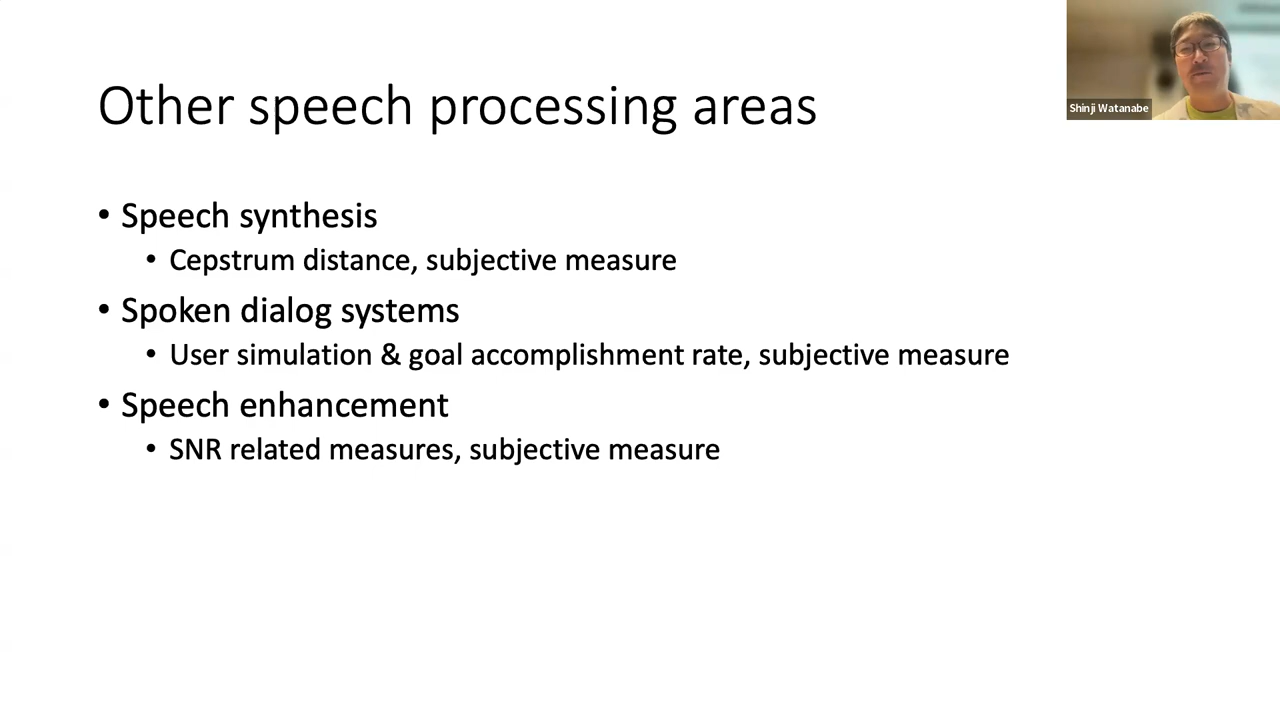 Other speech processing areas
Shinji Watanabe
• Speech synthesis
• Cepstrum distance, subjective measure
• Spoken dialog systems
• User simulation & goal accomplishment rate, subjective measure
• Speech enhancement
• SNR related measures, subjective measure